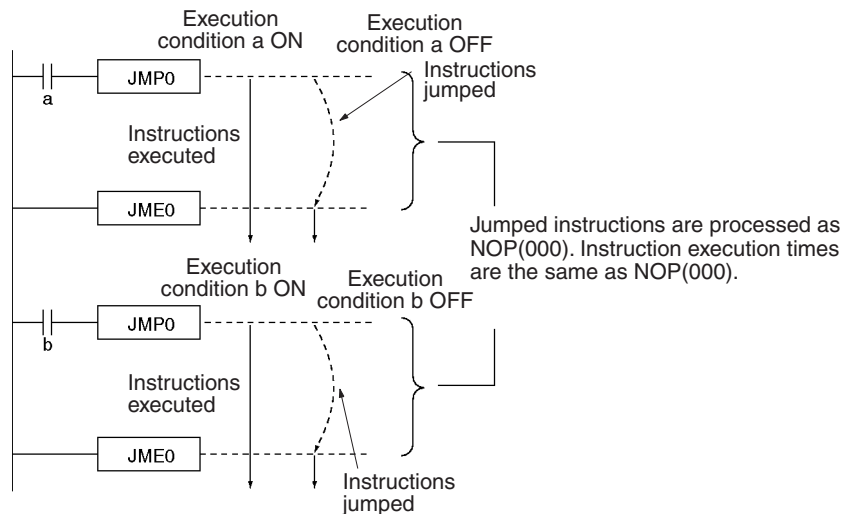 Execution
condition a ON
Execution
condition a OFF
Instructions
jumped
JMP0
a
Instructions
executed
JME0
Jumped instructions are processed as
NOP(000). Instruction execution times
are the same as NOP(000).
Execution
condition b ON
Execution
condition b OFF
JMP0
b
Instructions
executed
JME0
Instructions
jumped